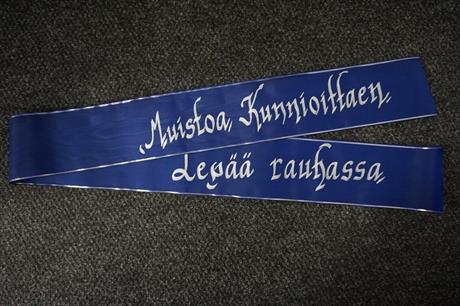 Muistoa Kunnioittaen
Lepää rauhassa